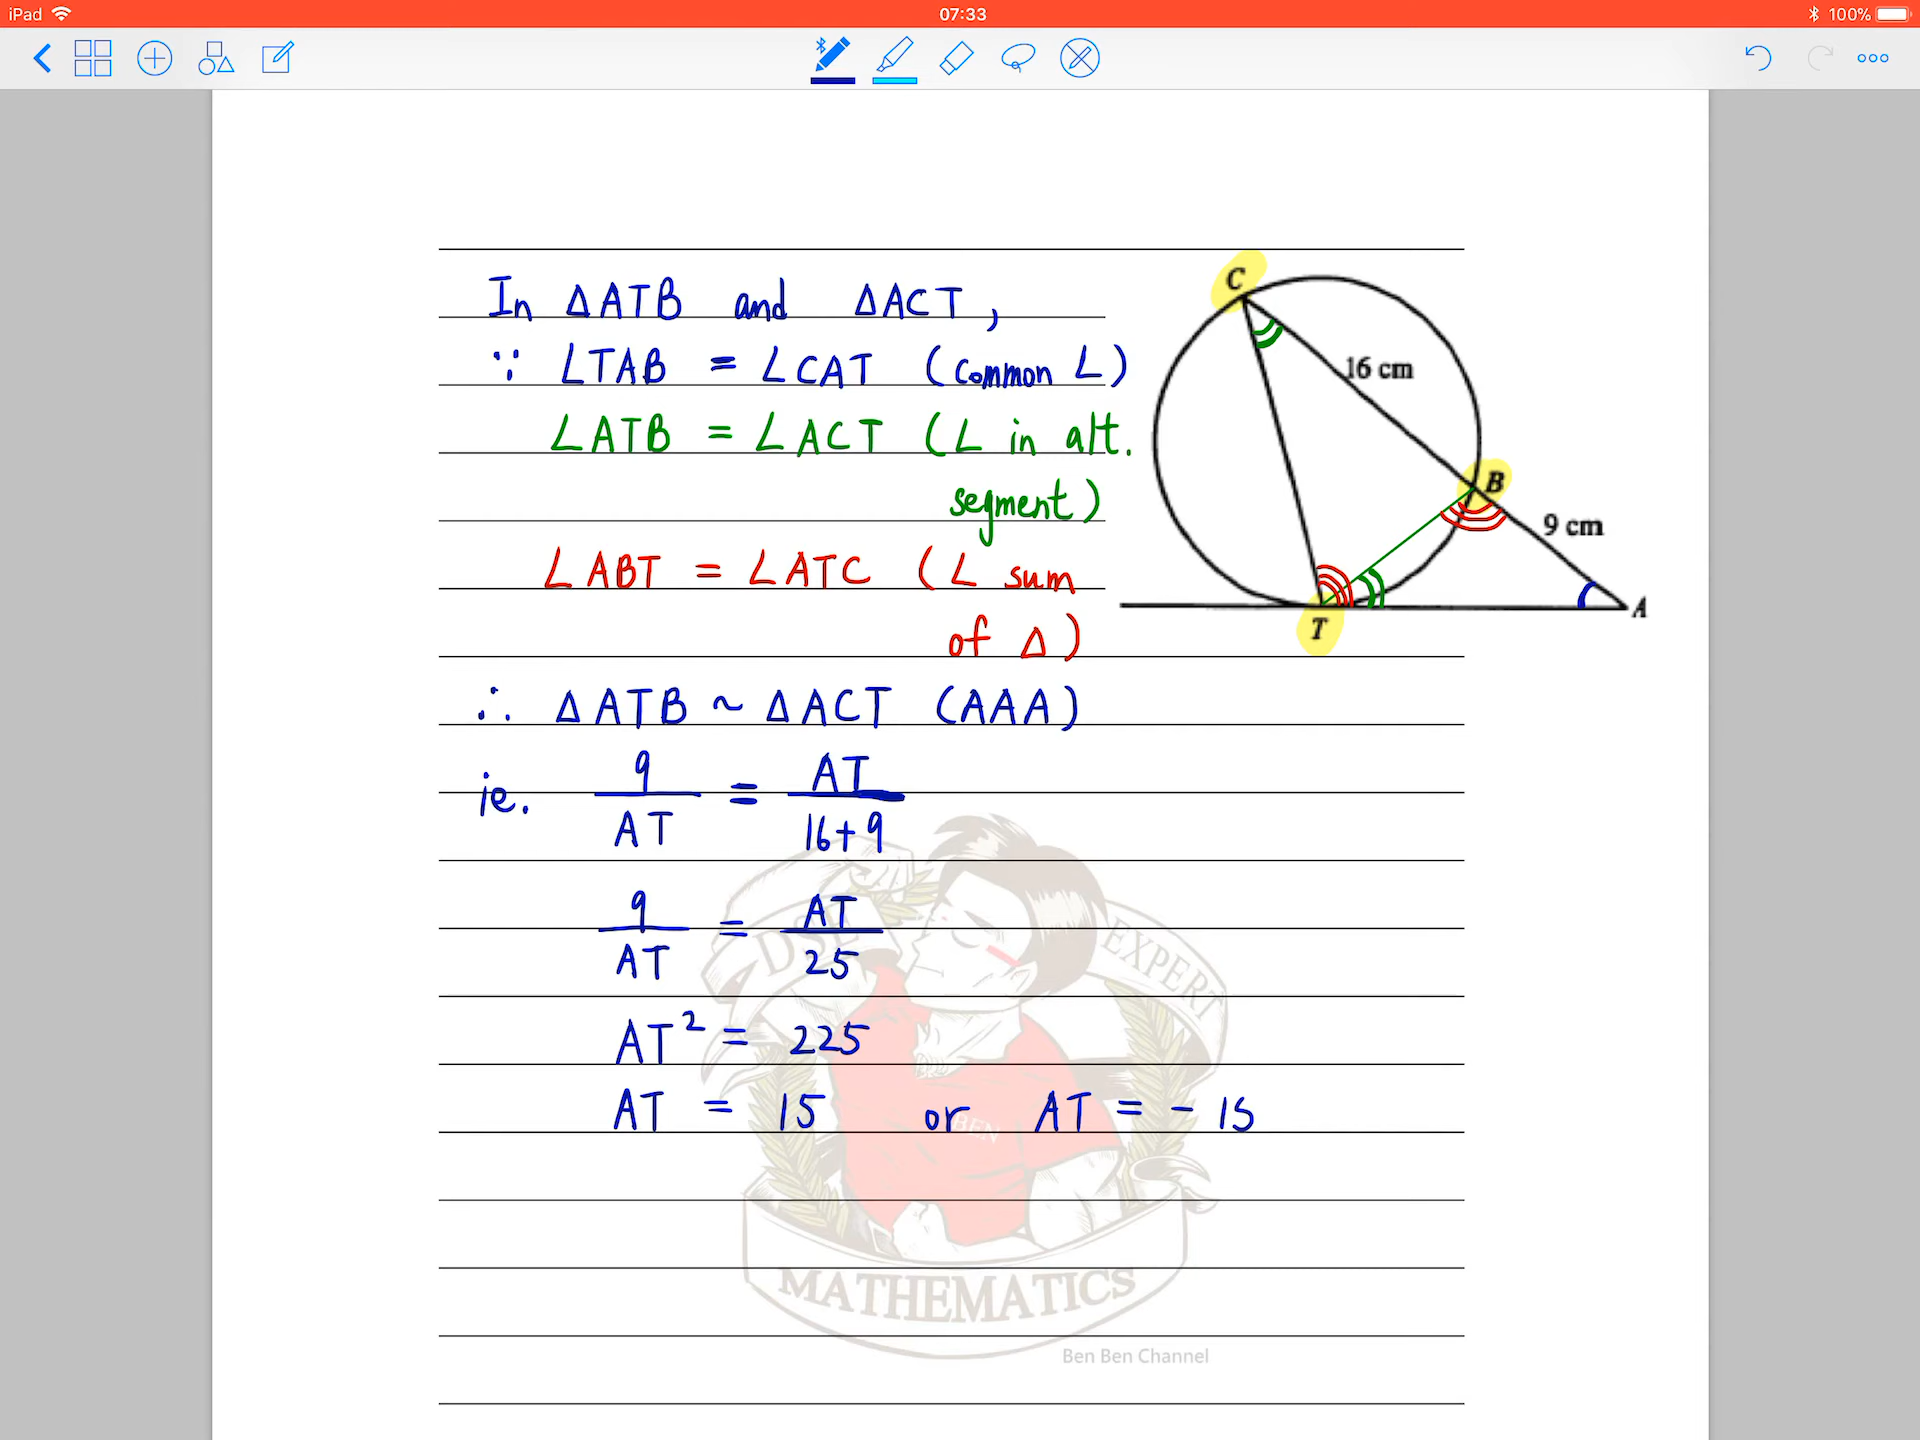 iPad 07:33 100%
In ΔATB and ΔACT,
∵ ∠TAB = ∠CAT (common ∠)
∠ATB = ∠ACT (∠ in alt.
segment)
∠ABT = ∠ATC (∠ sum
of Δ)
∴ ΔATB ~ ΔACT (AAA)
ie. 9/AT = AT/16+9
9/AT = AT/25
AT² = 225
AT = 15 or AT = - 15
C
16 cm
B
9 cm
A
T
DSE EXPERT
BEN
MATHEMATICS
Ben Ben Channel